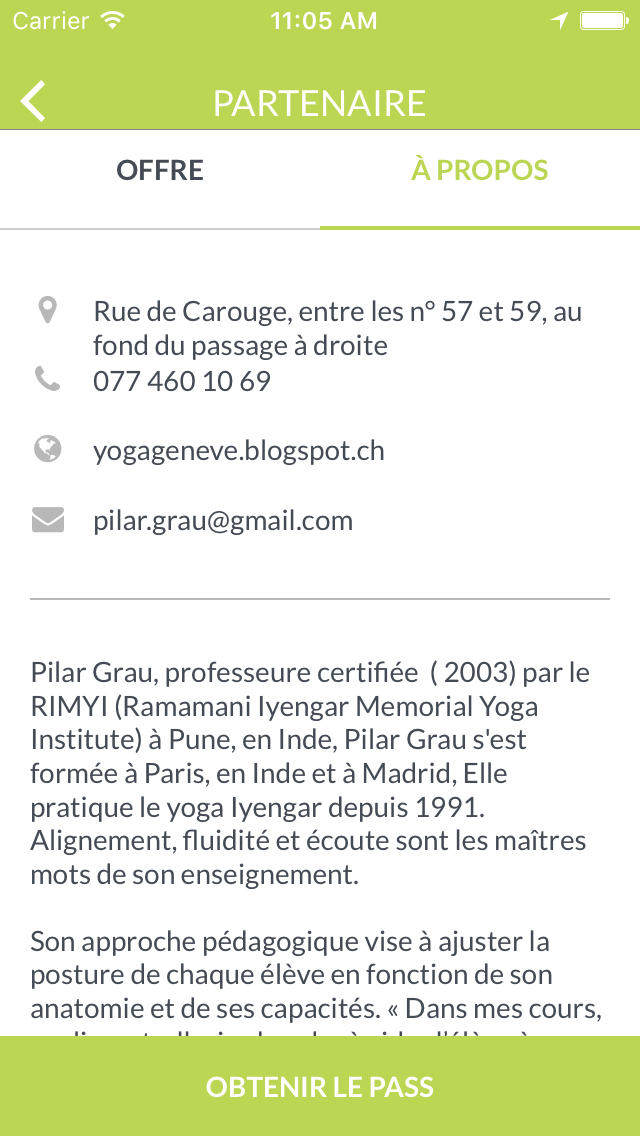 Carrier 11:05 AM
PARTENAIRE
OFFRE À PROPOS
Rue de Carouge, entre les n° 57 et 59, au
fond du passage à droite
077 460 10 69
yogageneve.blogspot.ch
pilar.grau@gmail.com
Pilar Grau, professeure certifiée  ( 2003) par le
RIMYI (Ramamani Iyengar Memorial Yoga
Institute) à Pune, en Inde, Pilar Grau s'est
formée à Paris, en Inde et à Madrid, Elle
pratique le yoga Iyengar depuis 1991.
Alignement, fluidité et écoute sont les maîtres
mots de son enseignement.
Son approche pédagogique vise à ajuster la
posture de chaque élève en fonction de son
anatomie et de ses capacités. « Dans mes cours,
OBTENIR LE PASS